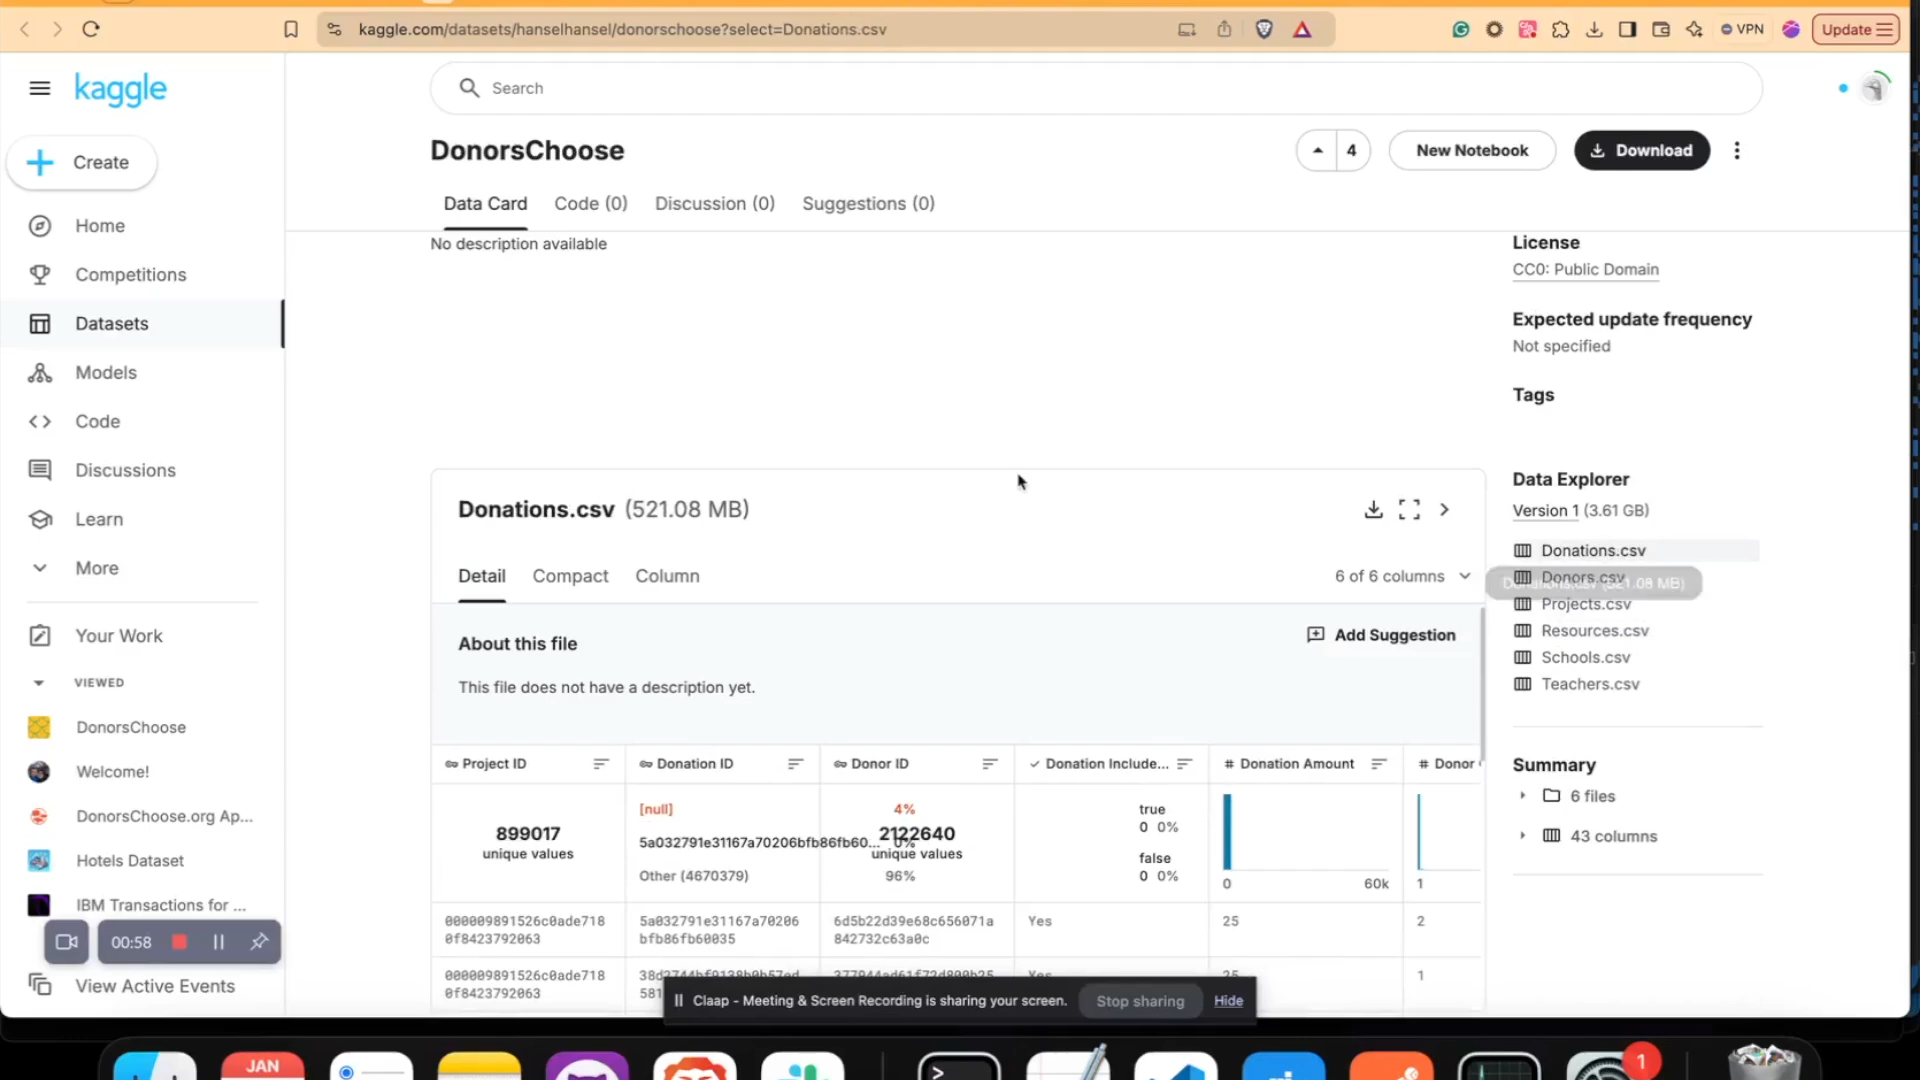 kaggle.com/datasets/hanselhansel/donorschoose?select=Donations.csv
VPN
Update
kaggle
Search
Create
DonorsChoose
4
New Notebook
Download
Data Card
Code (0)
Discussion (0)
Suggestions (0)
Home
Competitions
Datasets
Models
Code
Discussions
Learn
More
Your Work
VIEWED
DonorsChoose
Welcome!
DonorsChoose.org Ap...
Hotels Dataset
IBM Transactions for ...
00:58
View Active Events
No description available
License
CC0: Public Domain
Expected update frequency
Not specified
Tags
Donations.csv (521.08 MB)
Detail
Compact
Column
6 of 6 columns
About this file
Add Suggestion
This file does not have a description yet.
Project ID
Donation ID
Donor ID
Donation Include...
# Donation Amount
# Donor
899017
unique values
[null]
4%
5a032791e31167a70206bfb86fb60...
0%
Other (4670379)
96%
2122640
unique values
true
0 0%
false
0 0%
0
60k
1
000009891526c0ade718
0f8423792063
5a032791e31167a70206
bfb86fb60035
6d5b22d39e68c656071a
842732c63a0c
Yes
25
2
000009891526c0ade718
0f8423792063
38d2744bf9138b0b57ed
581
377944ad61f72d800b25
Yes
25
1
Data Explorer
Version 1 (3.61 GB)
Donations.csv
Donors.csv
Projects.csv
Resources.csv
Schools.csv
Teachers.csv
Summary
6 files
43 columns
Claap - Meeting & Screen Recording is sharing your screen.
Stop sharing
Hide
JAN
1